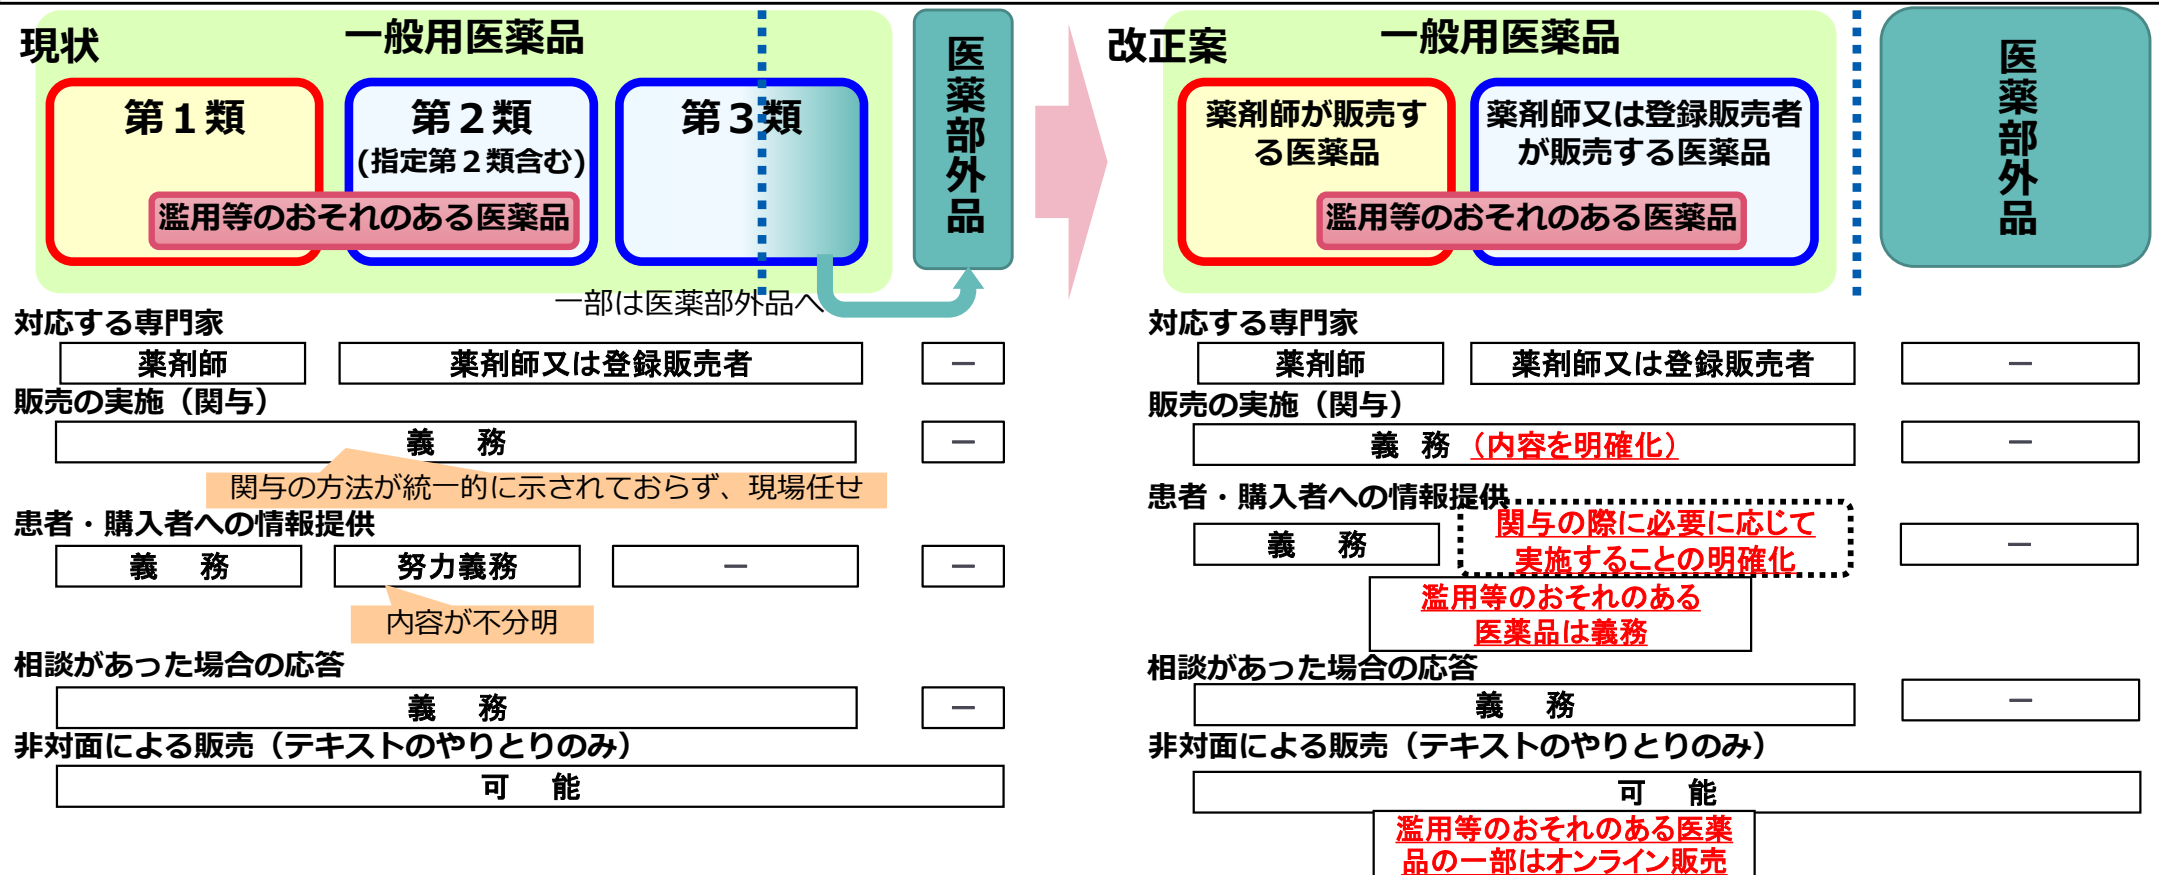 現状
一般用医薬品
第１類
第２類
(指定第２類含む)
第３類
濫用等のおそれのある医薬品
医薬部外品
一部は医薬部外品へ
対応する専門家
薬剤師
薬剤師又は登録販売者
－
販売の実施（関与）
義　務
－
関与の方法が統一的に示されておらず、現場任せ
患者・購入者への情報提供
義　務
努力義務
－
－
内容が不分明
相談があった場合の応答
義　務
－
非対面による販売（テキストのやりとりのみ）
可　能
改正案
一般用医薬品
薬剤師が販売す
る医薬品
薬剤師又は登録販売者
が販売する医薬品
濫用等のおそれのある医薬品
医薬部外品
対応する専門家
薬剤師
薬剤師又は登録販売者
－
販売の実施（関与）
義　務（内容を明確化）
－
患者・購入者への情報提供
義　務
関与の際に必要に応じて
実施することの明確化
－
濫用等のおそれのある
医薬品は義務
相談があった場合の応答
義　務
－
非対面による販売（テキストのやりとりのみ）
可　能
濫用等のおそれのある医薬
品の一部はオンライン販売